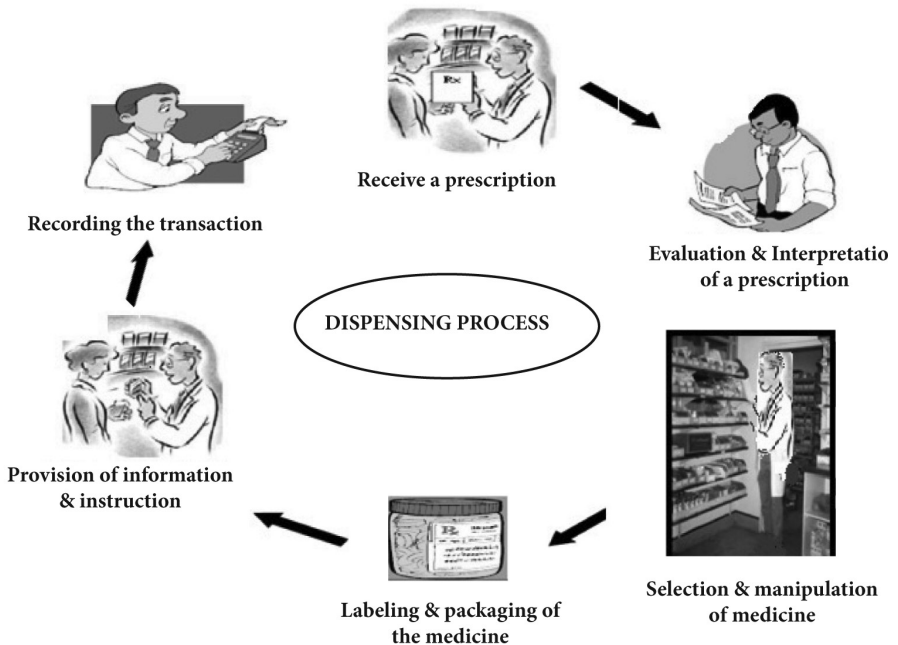 Rx
Receive a prescription
Evaluation & Interpretatio
of a prescription
Selection & manipulation
of medicine
Labeling & packaging of
the medicine
Provision of information
& instruction
Recording the transaction
DISPENSING PROCESS